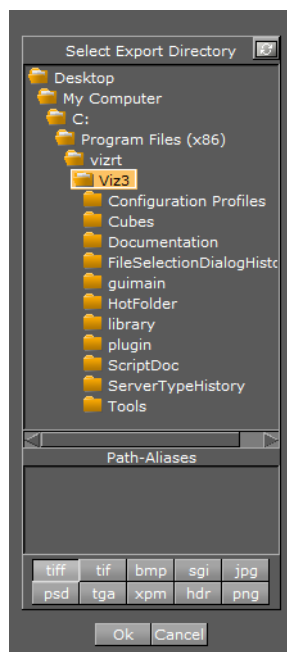 Select Export Directory
Desktop
My Computer
C:
Program Files (x86)
vizrt
Viz3
Configuration Profiles
Cubes
Documentation
FileSelectionDialogHisto
guimain
HotFolder
library
plugin
ScriptDoc
ServerTypeHistory
Tools
Path-Aliases
tiff tif bmp sgi jpg
psd tga xpm hdr png
Ok Cancel